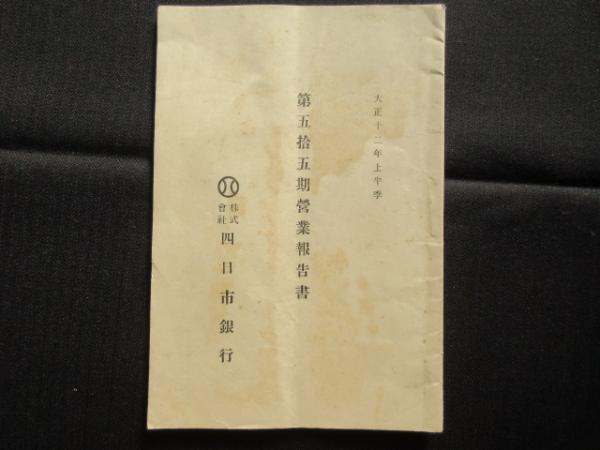 大正十二年上半季
第五拾五期營業報告書
株式會社四日市銀行